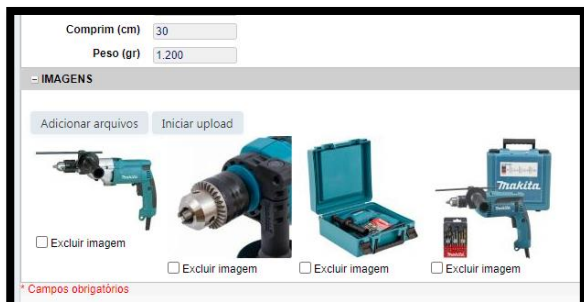 Comprim (cm) 30
Peso (gr) 1.200
- IMAGENS
Adicionar arquivos Iniciar upload
makita
Excluir imagem
Excluir imagem
Excluir imagem
Excluir imagem
* Campos obrigatórios